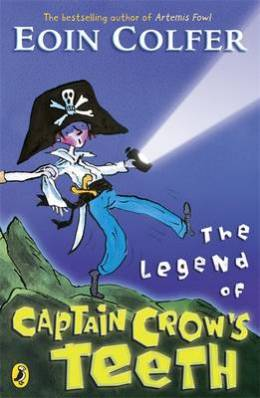 The bestselling author of Artemis Fowl
EOIN COLFER
The
Legend
of
CAPTAIN CROW'S
TEETH